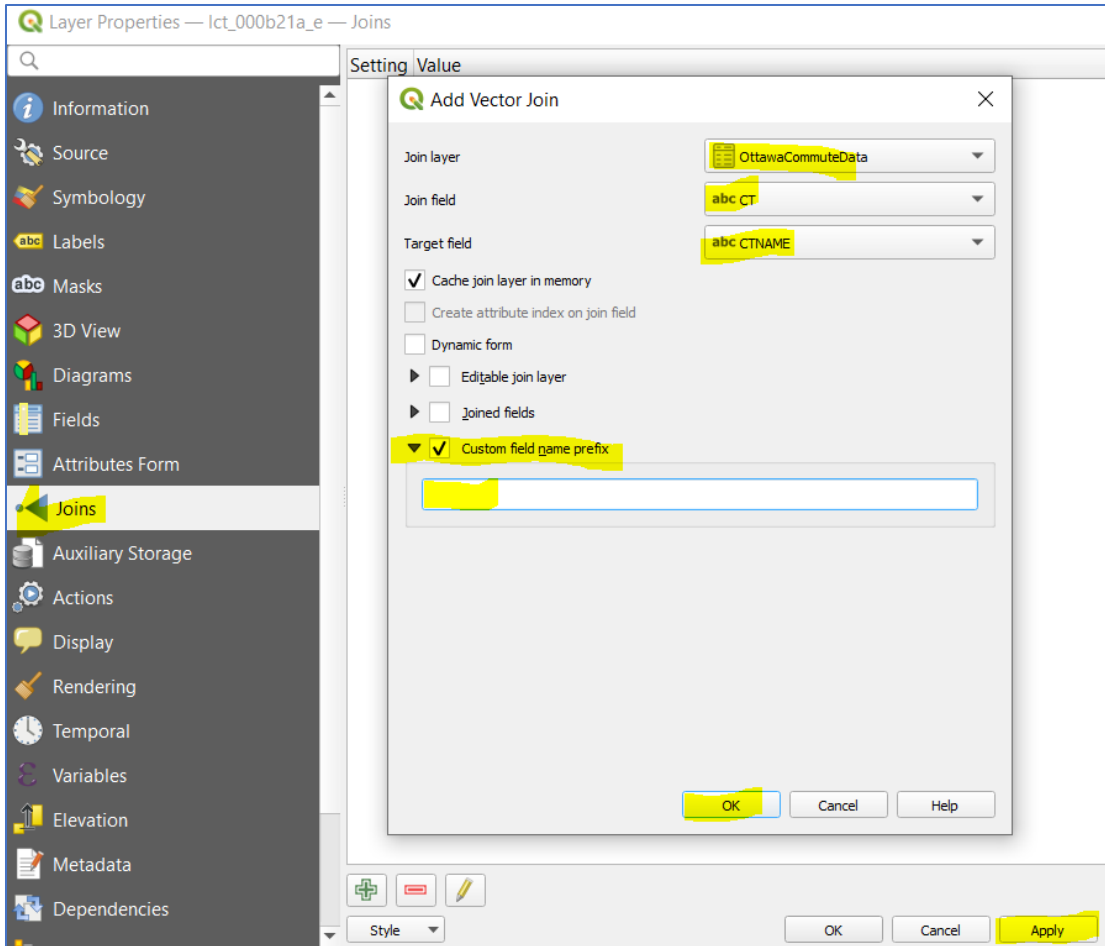 Layer Properties — lct_000b21a_e — Joins
Setting Value
Information
Source
Symbology
abc Labels
abc Masks
3D View
Diagrams
Fields
Attributes Form
Joins
Auxiliary Storage
Actions
Display
Rendering
Temporal
Variables
Elevation
Metadata
Dependencies
Add Vector Join
Join layer OttawaCommuteData
Join field abc CT
Target field abc CTNAME
Cache join layer in memory
Create attribute index on join field
Dynamic form
Editable join layer
Joined fields
Custom field name prefix
OK Cancel Help
Style OK Cancel Apply